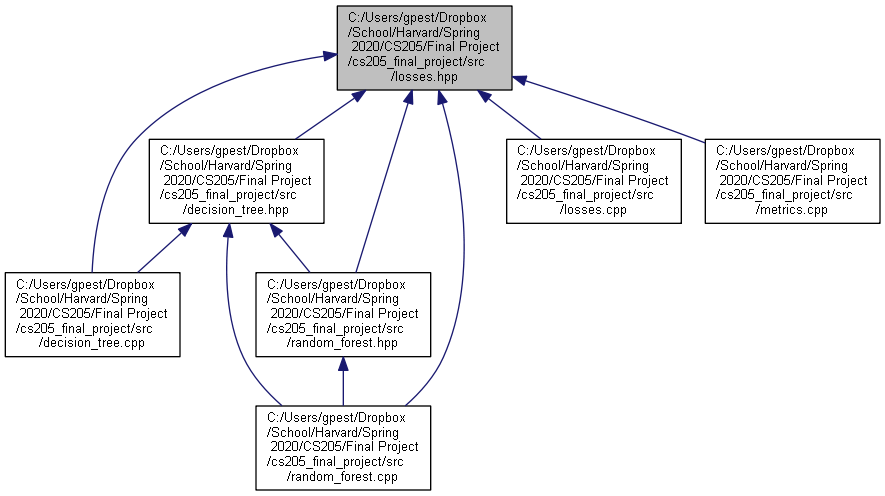 C:/Users/gpest/Dropbox
/School/Harvard/Spring
2020/CS205/Final Project
/cs205_final_project/src
/losses.hpp
C:/Users/gpest/Dropbox
/School/Harvard/Spring
2020/CS205/Final Project
/cs205_final_project/src
/decision_tree.hpp
C:/Users/gpest/Dropbox
/School/Harvard/Spring
2020/CS205/Final Project
/cs205_final_project/src
/losses.cpp
C:/Users/gpest/Dropbox
/School/Harvard/Spring
2020/CS205/Final Project
/cs205_final_project/src
/metrics.cpp
C:/Users/gpest/Dropbox
/School/Harvard/Spring
2020/CS205/Final Project
/cs205_final_project/src
/decision_tree.cpp
C:/Users/gpest/Dropbox
/School/Harvard/Spring
2020/CS205/Final Project
/cs205_final_project/src
/random_forest.hpp
C:/Users/gpest/Dropbox
/School/Harvard/Spring
2020/CS205/Final Project
/cs205_final_project/src
/random_forest.cpp